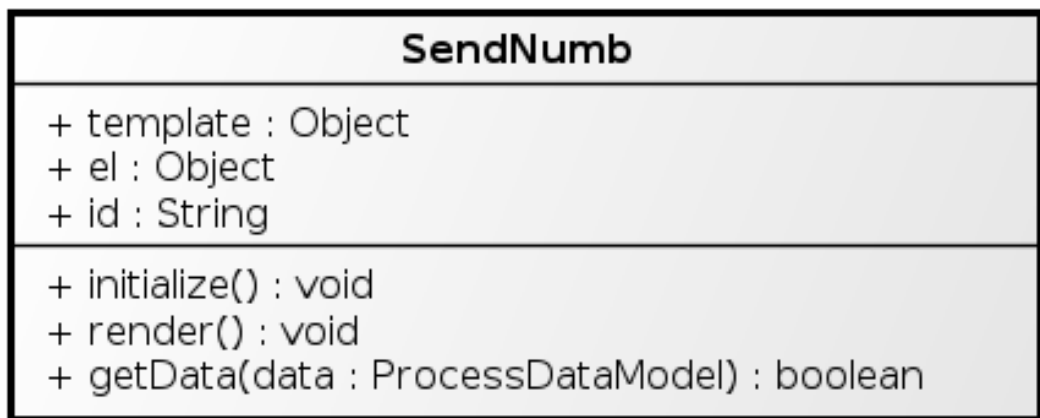 SendNumb
+ template : Object
+ el : Object
+ id : String
+ initialize() : void
+ render() : void
+ getData(data : ProcessDataModel) : boolean